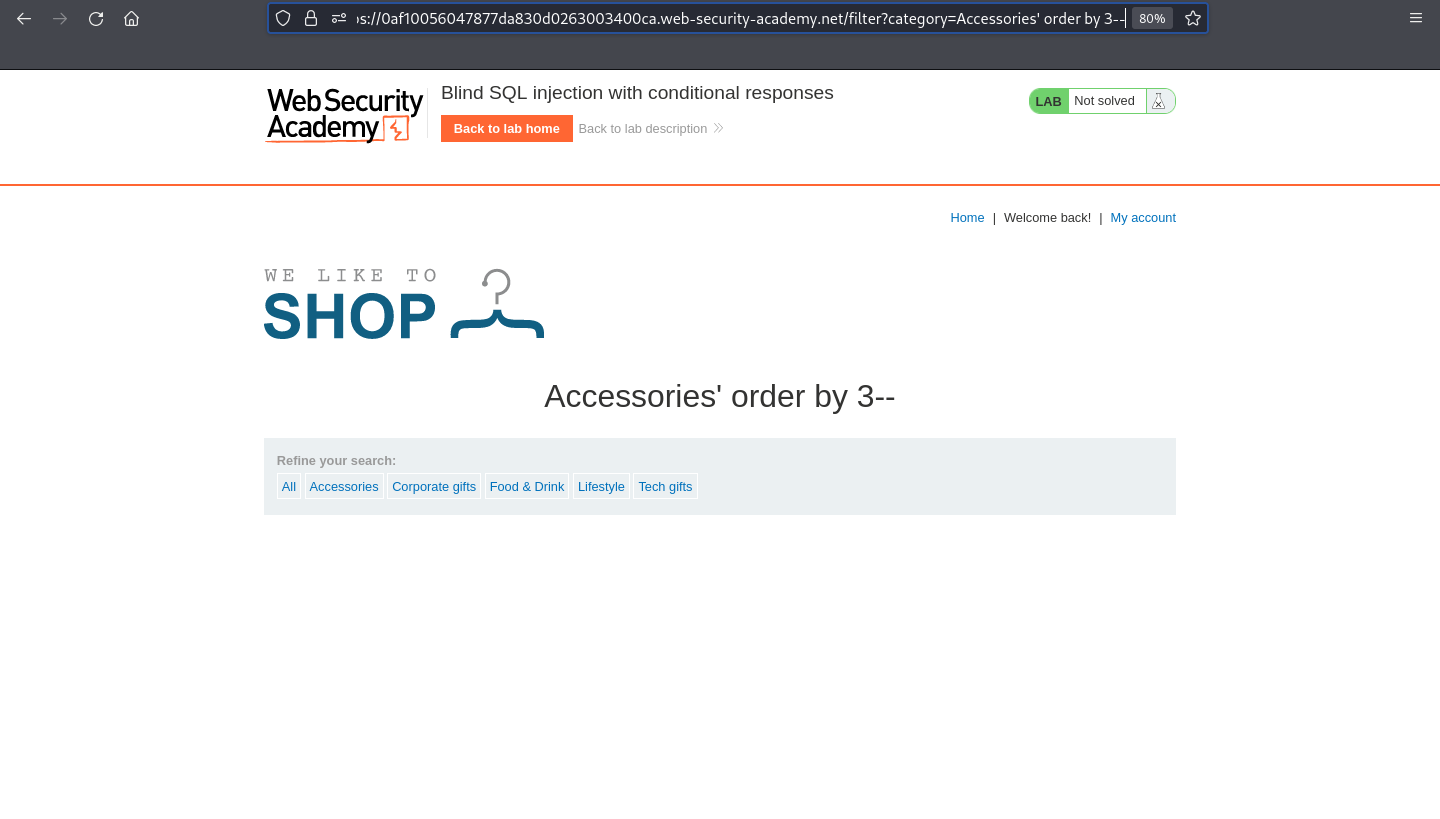 ps://0af10056047877da830d0263003400ca.web-security-academy.net/filter?category=Accessories' order by 3--
80%
Web Security
Academy
Blind SQL injection with conditional responses
Back to lab home
Back to lab description
LAB
Not solved
Home | Welcome back! | My account
WE LIKE TO
SHOP
Accessories' order by 3--
Refine your search:
All Accessories Corporate gifts Food & Drink Lifestyle Tech gifts